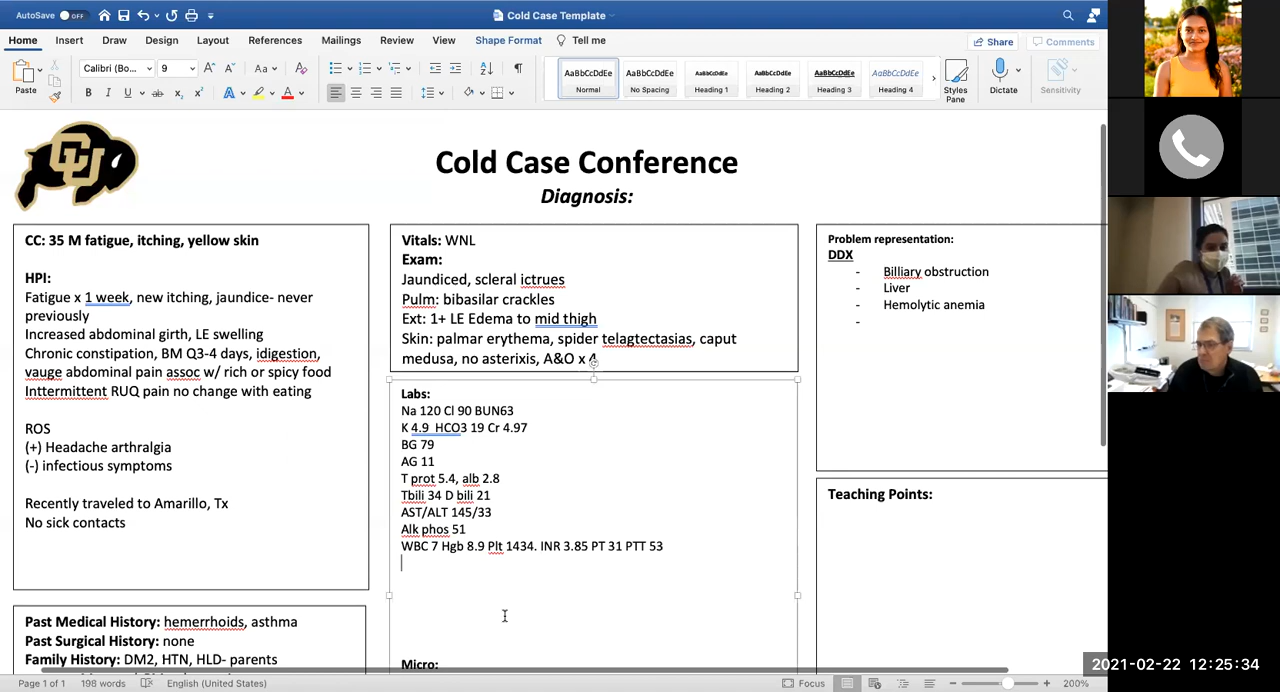 AutoSave OFF
Cold Case Template
Home Insert Draw Design Layout References Mailings Review View Shape Format Tell me
Share Comments
Paste
Calibri (Bo... 9
AaBbCcDdEe AaBbCcDdEe AaBbCcDdEe AaBbCcDdEe AaBbCcDdEe AaBbCcDdEe
Normal No Spacing Heading 1 Heading 2 Heading 3 Heading 4
Styles Pane
Dictate
Sensitivity
CU
Cold Case Conference
Diagnosis:
CC: 35 M fatigue, itching, yellow skin
HPI:
Fatigue x 1 week, new itching, jaundice- never
previously
Increased abdominal girth, LE swelling
Chronic constipation, BM Q3-4 days, idigestion,
vauge abdominal pain assoc w/ rich or spicy food
Inttermittent RUQ pain no change with eating
ROS
(+) Headache arthralgia
(-) infectious symptoms
Recently traveled to Amarillo, Tx
No sick contacts
Past Medical History: hemerrhoids, asthma
Past Surgical History: none
Family History: DM2, HTN, HLD- parents
Vitals: WNL
Exam:
Jaundiced, scleral ictrues
Pulm: bibasilar crackles
Ext: 1+ LE Edema to mid thigh
Skin: palmar erythema, spider telagtectasias, caput
medusa, no asterixis, A&O x 4
Labs:
Na 120 Cl 90 BUN63
K 4.9 HCO3 19 Cr 4.97
BG 79
AG 11
T prot 5.4, alb 2.8
Tbili 34 D bili 21
AST/ALT 145/33
Alk phos 51
WBC 7 Hgb 8.9 Plt 1434. INR 3.85 PT 31 PTT 53
Micro:
Problem representation:
DDX
- Billiary obstruction
- Liver
- Hemolytic anemia
-
Teaching Points:
Page 1 of 1 198 words English (United States)
Focus
200%
2021-02-22 12:25:34